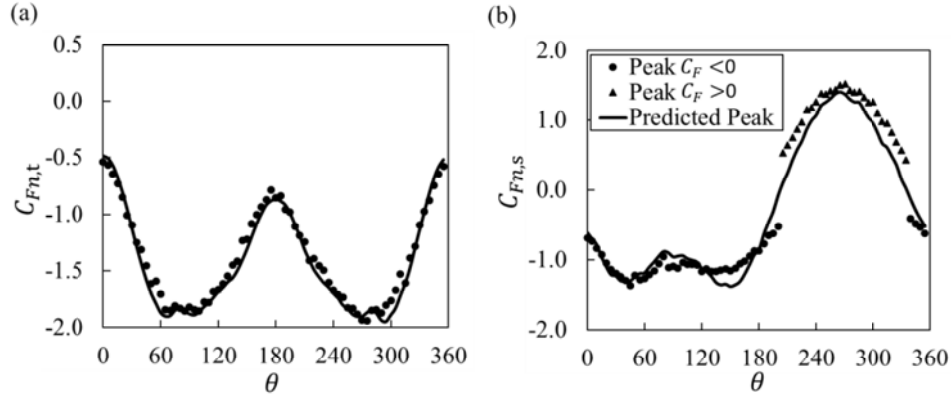 (a)
0.5
0.0
-0.5
-1.0
-1.5
-2.0
0 60 120 180 240 300 360
θ
C_{Fn,t}
(b)
2.0
1.0
0.0
-1.0
-2.0
0 60 120 180 240 300 360
θ
C_{Fn,s}
Peak C_F <0
Peak C_F >0
Predicted Peak